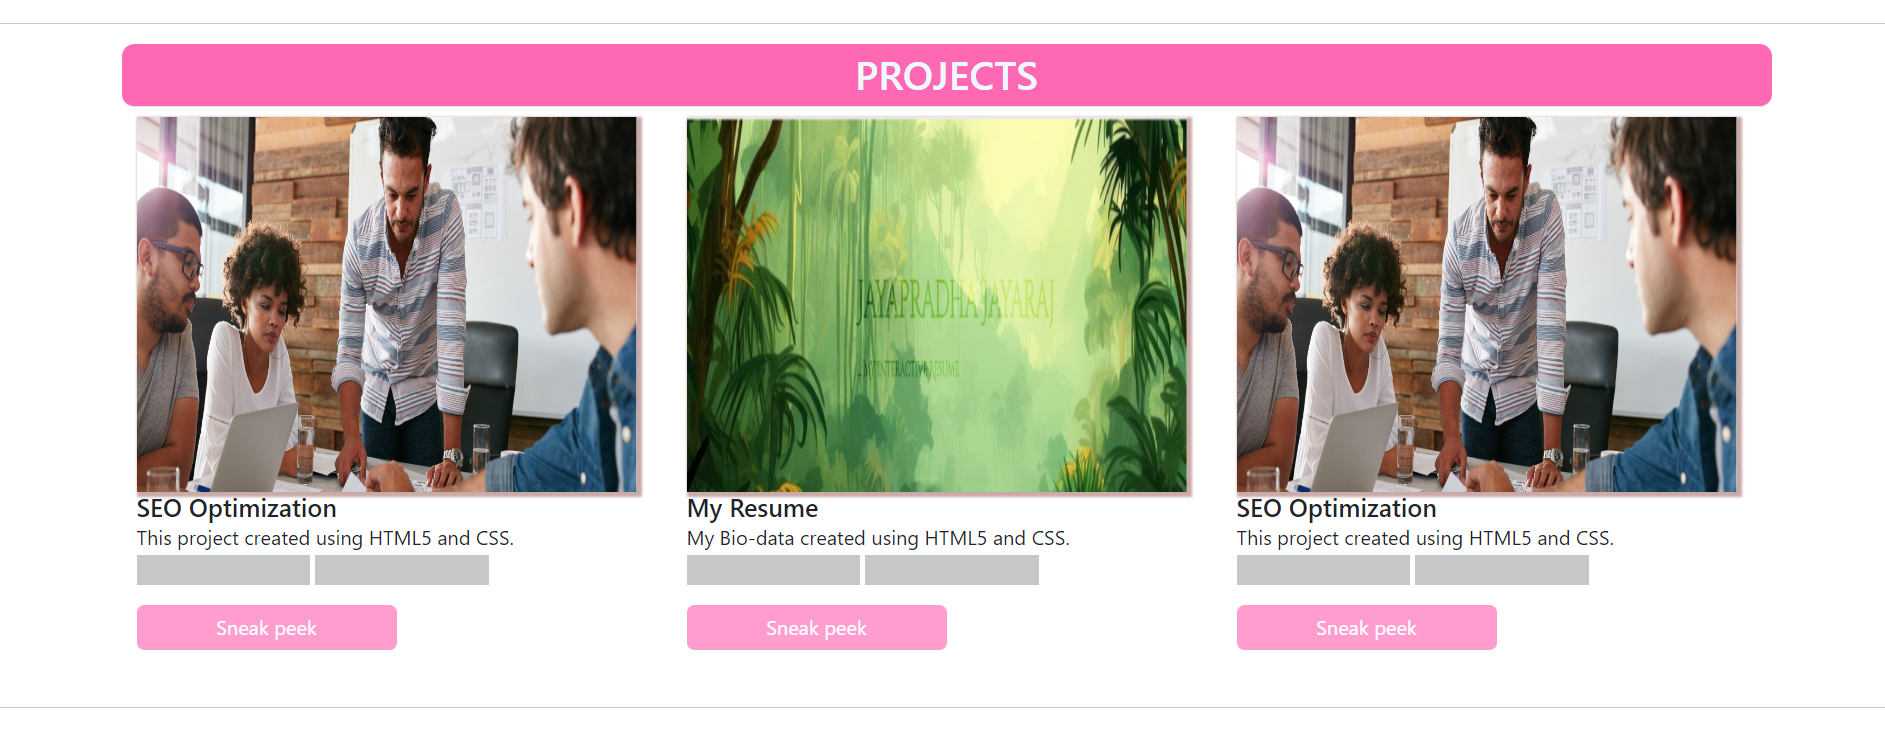 PROJECTS
JAYAPRADHA JAYARAJ
...MY INTERACTIVE RESUME
SEO Optimization
This project created using HTML5 and CSS.
Sneak peek
My Resume
My Bio-data created using HTML5 and CSS.
Sneak peek
SEO Optimization
This project created using HTML5 and CSS.
Sneak peek